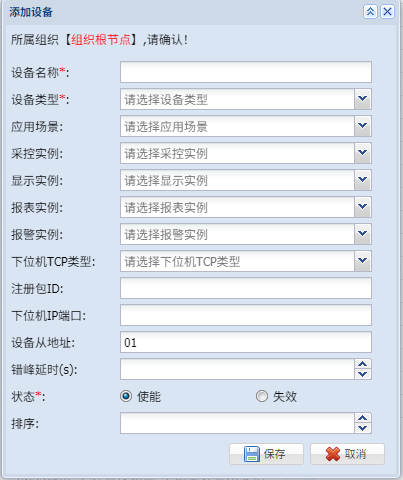 添加设备
所属组织【组织根节点】,请确认!
设备名称*:
设备类型*: 请选择设备类型
应用场景: 请选择应用场景
采控实例: 请选择采控实例
显示实例: 请选择显示实例
报表实例: 请选择报表实例
报警实例: 请选择报警实例
下位机TCP类型: 请选择下位机TCP类型
注册包ID:
下位机IP端口:
设备从地址: 01
错峰延时(s):
状态*: 使能 失效
排序:
保存 取消